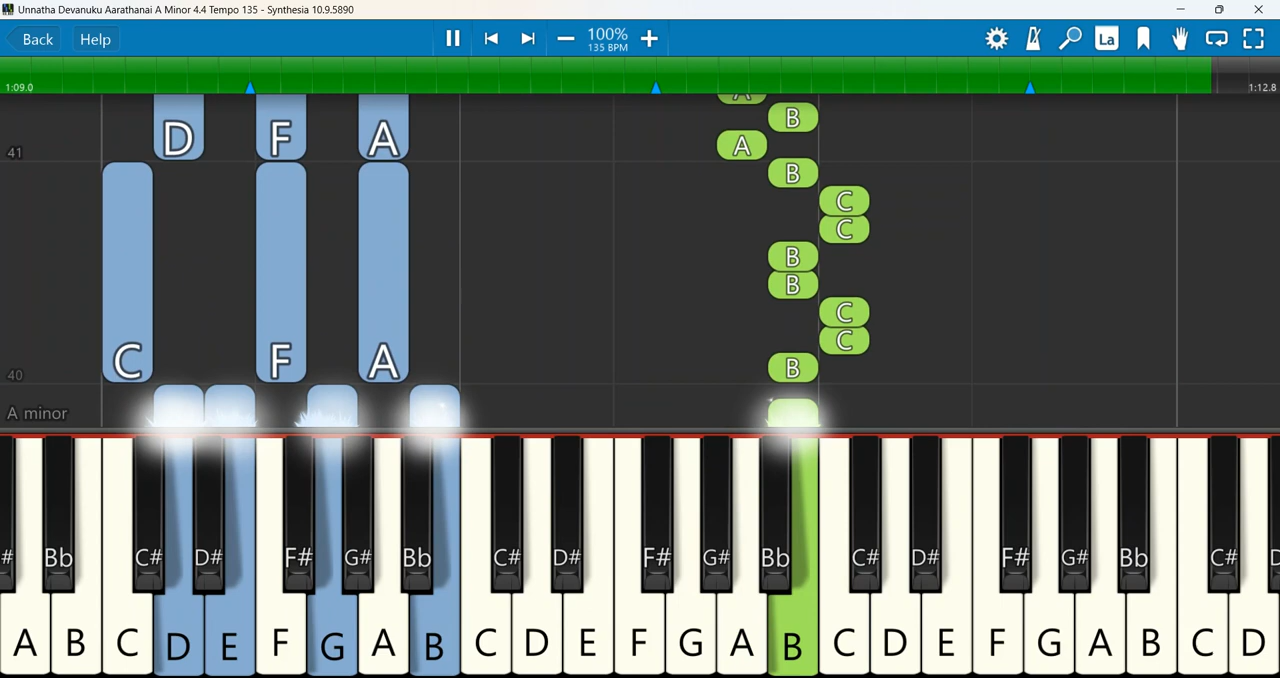 Unnatha Devanuku Aarathanai A Minor 4.4 Tempo 135 - Synthesia 10.9.5890
Back Help 100% La
135 BPM
1:09.0 1:12.8
A
B
D F A A
41
B
C
C
B
B
C
C
C F A B
40
A minor
# Bb C# D# F# G# Bb C# D# F# G# Bb C# D# F# G# Bb C# D
A B C D E F G A B C D E F G A B C D E F G A B C D